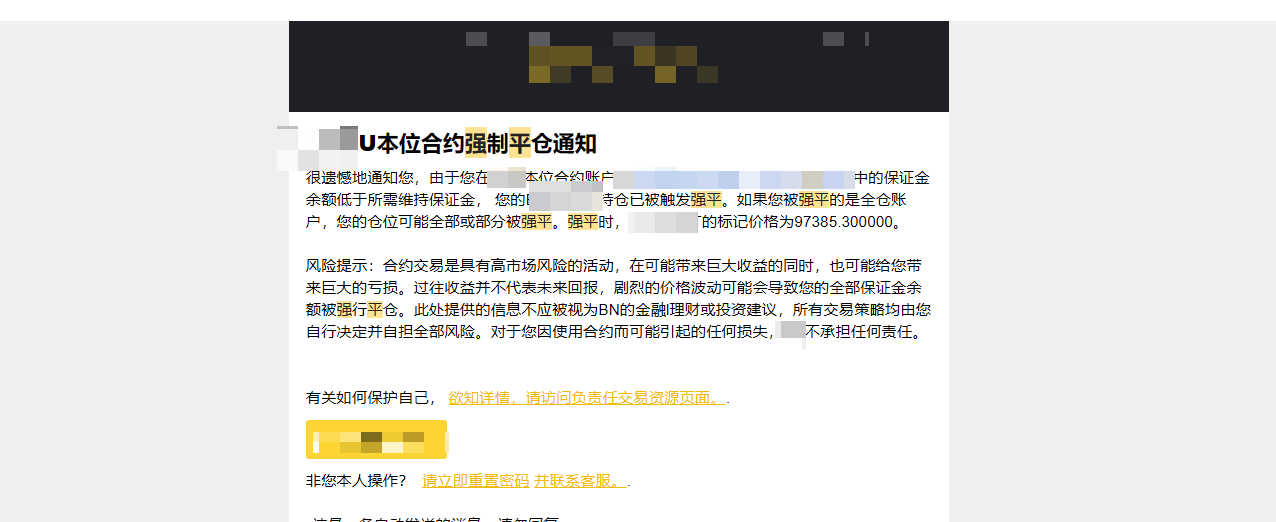 U本位合约强制平仓通知
很遗憾地通知您，由于您在 本位合约账户 中的保证金
余额低于所需维持保证金， 您的 持仓已被触发强平。如果您被强平的是全仓账
户，您的仓位可能全部或部分被强平。强平时， 的标记价格为97385.300000。
风险提示：合约交易是具有高市场风险的活动，在可能带来巨大收益的同时，也可能给您带
来巨大的亏损。过往收益并不代表未来回报，剧烈的价格波动可能会导致您的全部保证金余
额被强行平仓。此处提供的信息不应被视为BN的金融l理财或投资建议，所有交易策略均由您
自行决定并自担全部风险。对于您因使用合约而可能引起的任何损失， 不承担任何责任。
有关如何保护自己， 欲知详情，请访问负责任交易资源页面。.
非您本人操作？ 请立即重置密码 并联系客服。.